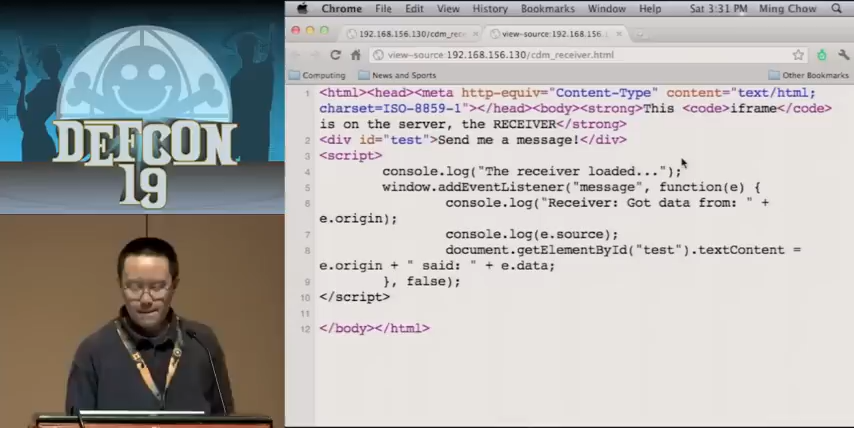 DEFCON
19
Chrome File Edit View History Bookmarks Window Help Sat 3:31 PM Ming Chow
192.168.156.130/cdm_rece
view-source:192.168.156.
view-source:192.168.156.130/cdm_receiver.html
Computing News and Sports Other Bookmarks
1 <html><head><meta http-equiv="Content-Type" content="text/html;
charset=ISO-8859-1"></head><body><strong>This <code>iframe</code>
is on the server, the RECEIVER</strong>
2 <div id="test">Send me a message!</div>
3 <script>
4 console.log("The receiver loaded...");
5 window.addEventListener("message", function(e) {
6 console.log("Receiver: Got data from: " +
e.origin);
7 console.log(e.source);
8 document.getElementById("test").textContent =
e.origin + " said: " + e.data;
9 }, false);
10 </script>
11
12 </body></html>